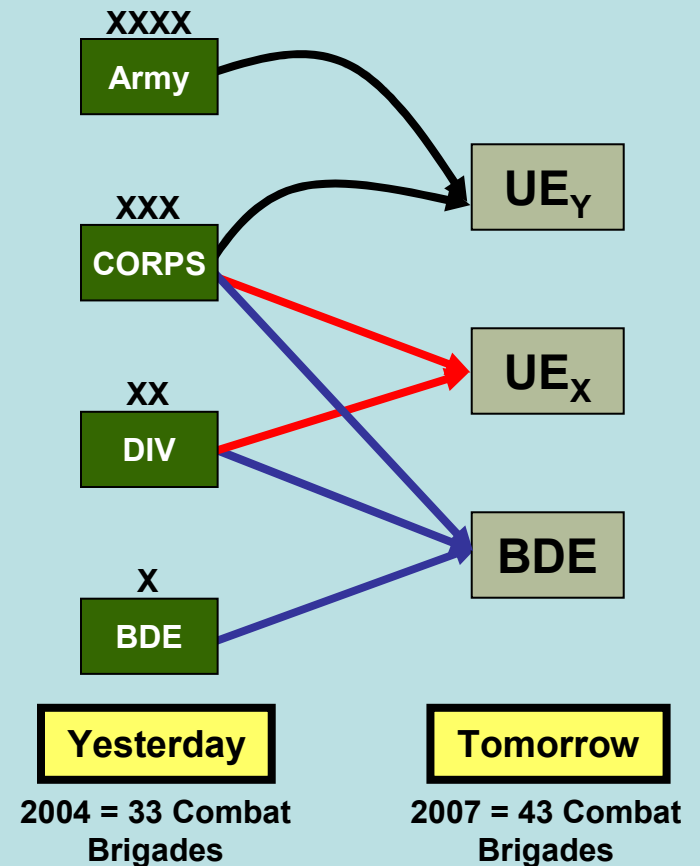 XXXX
Army
XXX
CORPS
XX
DIV
X
BDE
UEY
UEX
BDE
Yesterday
Tomorrow
2004 = 33 Combat
Brigades
2007 = 43 Combat
Brigades